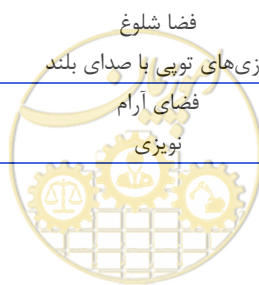 فضا شلوغ
زی‌های توپی با صدای بلند
فضای آرام
نویزی